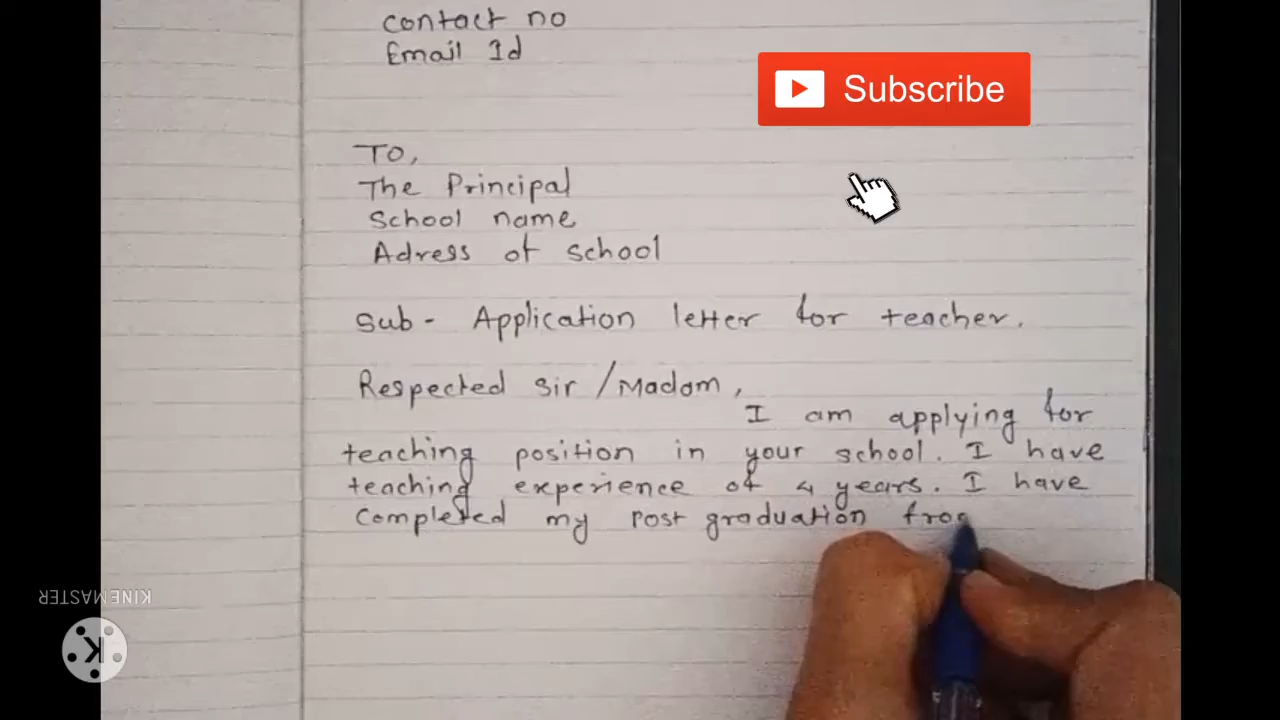 contact no
Email Id
Subscribe
To,
The Principal
School name
Adress of school
Sub - Application letter for teacher.
Respected Sir / Madam,
I am applying for
teaching position in your school. I have
teaching experience of 4 years. I have
completed my post graduation from
KINEMASTER
K